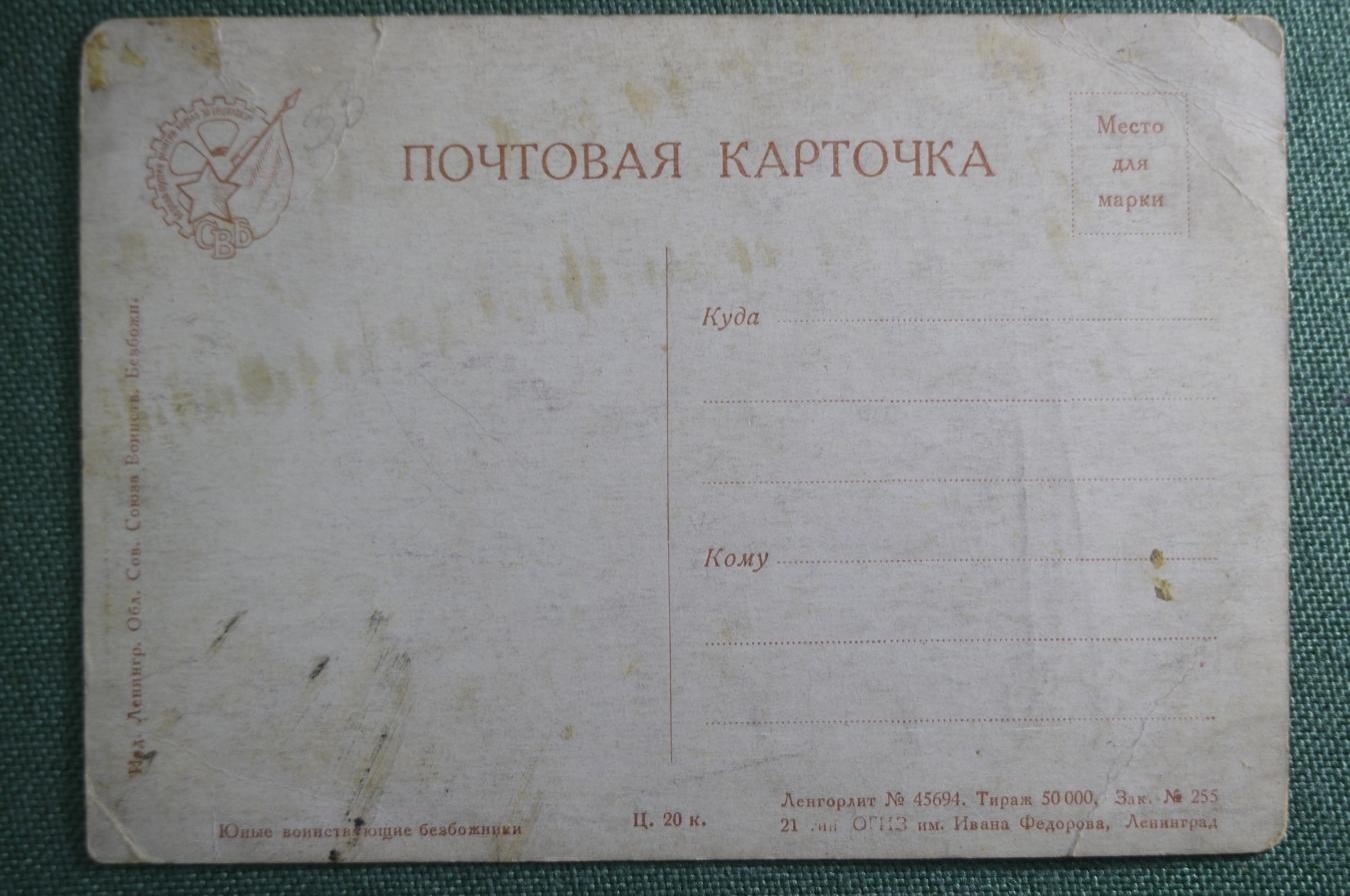 СВБ
ПОЧТОВАЯ КАРТОЧКА
Место
для
марки
Куда
Кому
Изд. Ленингр. Обл. Сов. Союза Воинств. Безбожн.
Юные воинствующие безбожники
Ц. 20 к.
Ленгорлит № 45694. Тираж 50 000, Зак. № 255
21 ОГИЗ им. Ивана Федорова, Ленинград